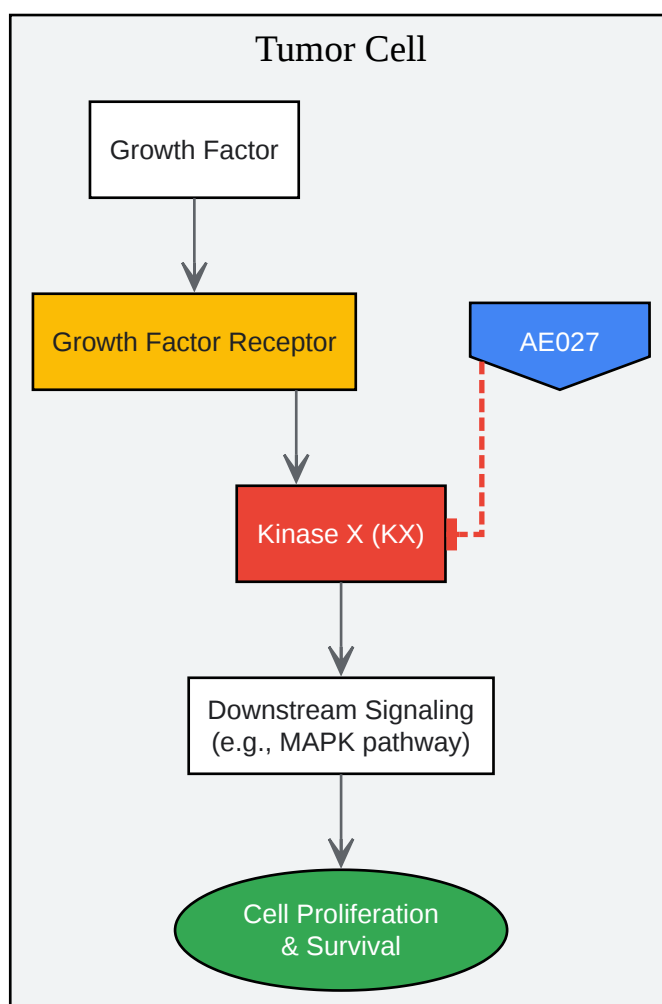 Tumor Cell
Growth Factor
Growth Factor Receptor
AE027
Kinase X (KX)
Downstream Signaling
(e.g., MAPK pathway)
Cell Proliferation
& Survival